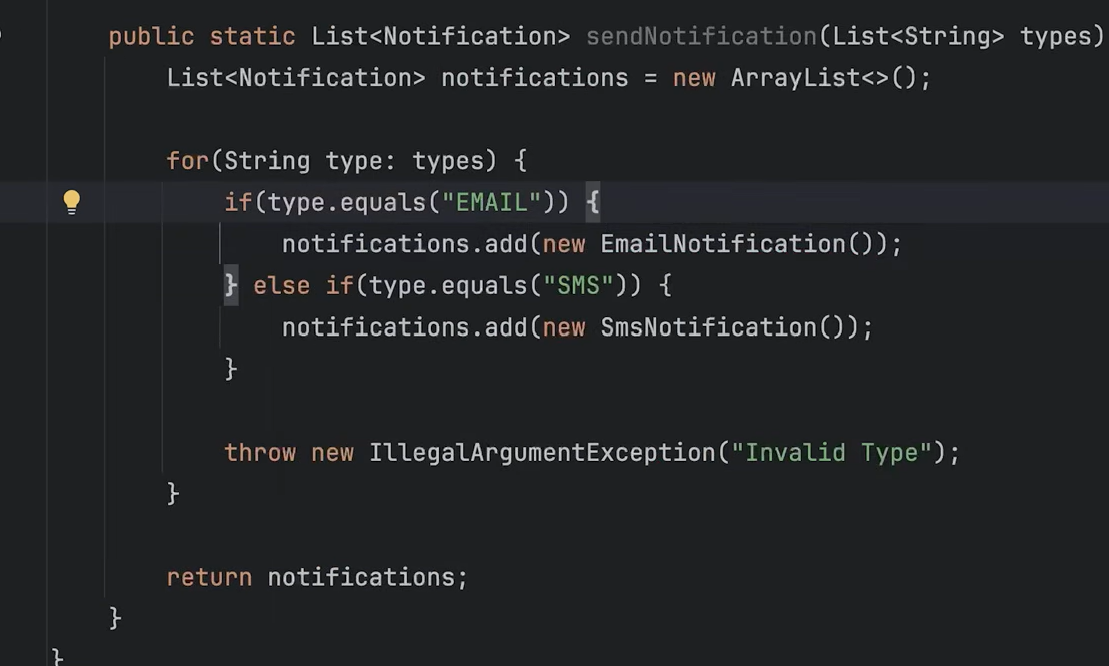 public static List<Notification> sendNotification(List<String> types)
List<Notification> notifications = new ArrayList<>();
for(String type: types) {
if(type.equals("EMAIL")) {
notifications.add(new EmailNotification());
} else if(type.equals("SMS")) {
notifications.add(new SmsNotification());
}
throw new IllegalArgumentException("Invalid Type");
}
return notifications;
}
}